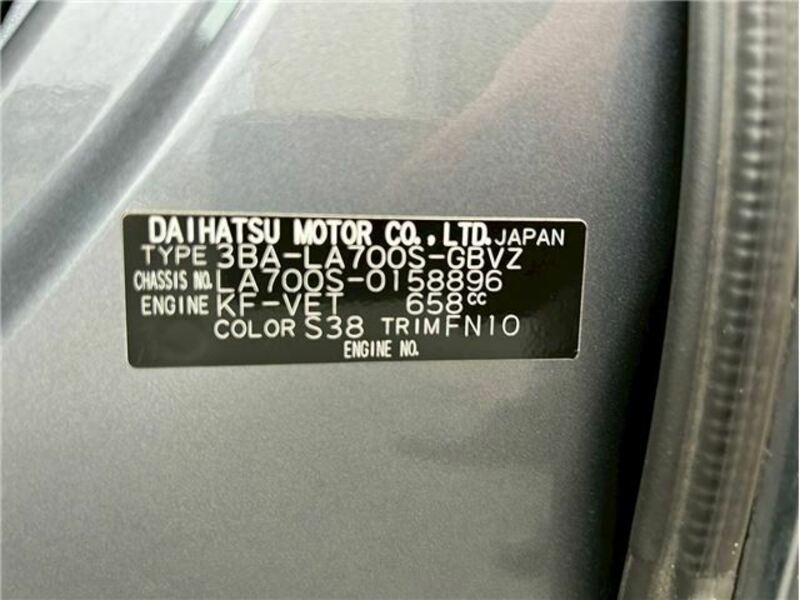 DAIHATSU MOTOR CO.,LTD. JAPAN
TYPE 3BA-LA700S-GBVZ
CHASSIS NO. LA700S-0158896
ENGINE KF-VET 658cc
COLOR S38 TRIM FN10
ENGINE NO.